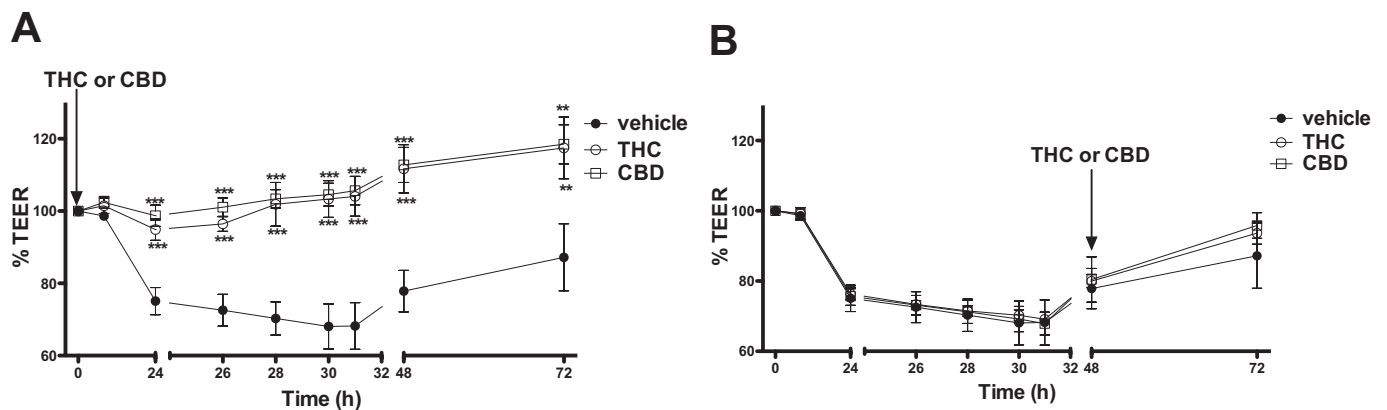 A
THC or CBD
120
100
80
60
% TEER
***
***
***
***
***
***
**
***
***
***
***
***
***
**
0
24
26
28
30
32
48
72
Time (h)
vehicle
THC
CBD
B
THC or CBD
120
100
80
60
% TEER
0
24
26
28
30
32
48
72
Time (h)
vehicle
THC
CBD